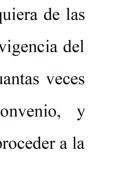 quiera de las
vigencia del
uantas veces
onvenio, y
proceder a la